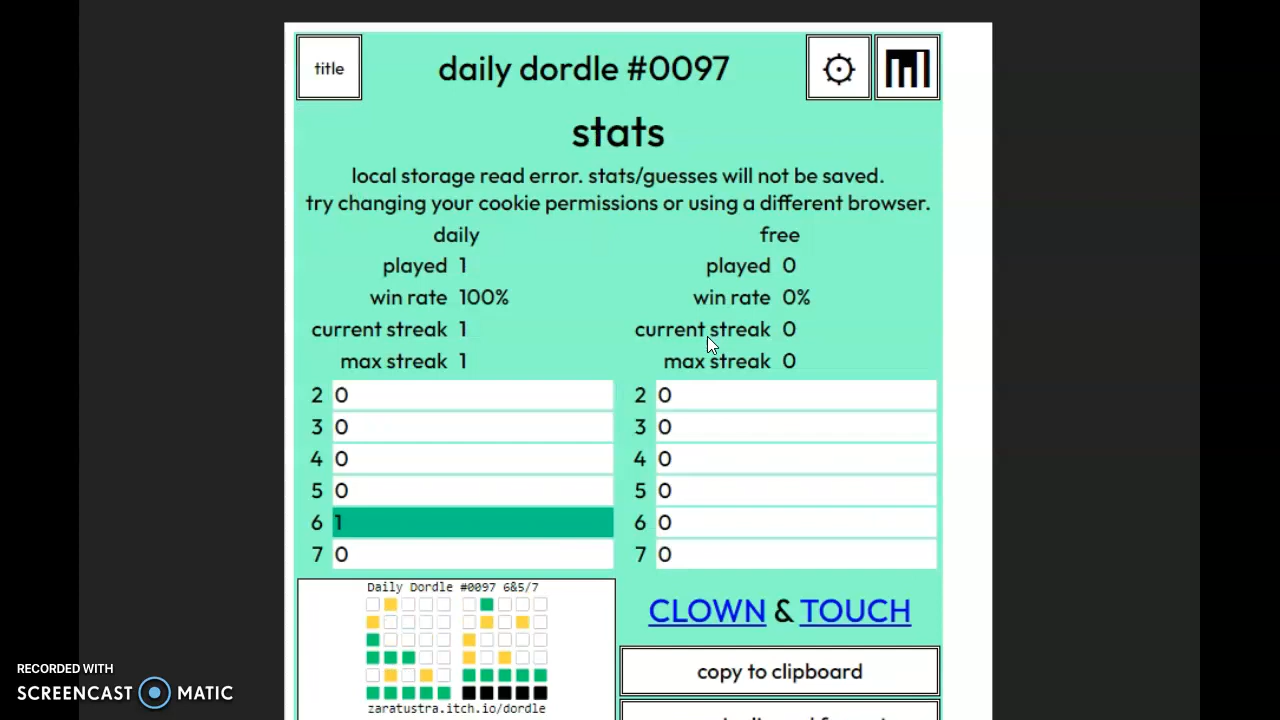 title
daily dordle #0097
stats
local storage read error. stats/guesses will not be saved.
try changing your cookie permissions or using a different browser.
daily
free
played 1
played 0
win rate 100%
win rate 0%
current streak 1
current streak 0
max streak 1
max streak 0
2 0
2 0
3 0
3 0
4 0
4 0
5 0
5 0
6 1
6 0
7 0
7 0
Daily Dordle #0097 6&5/7
zaratustra.itch.io/dordle
CLOWN & TOUCH
copy to clipboard
RECORDED WITH
SCREENCAST MATIC